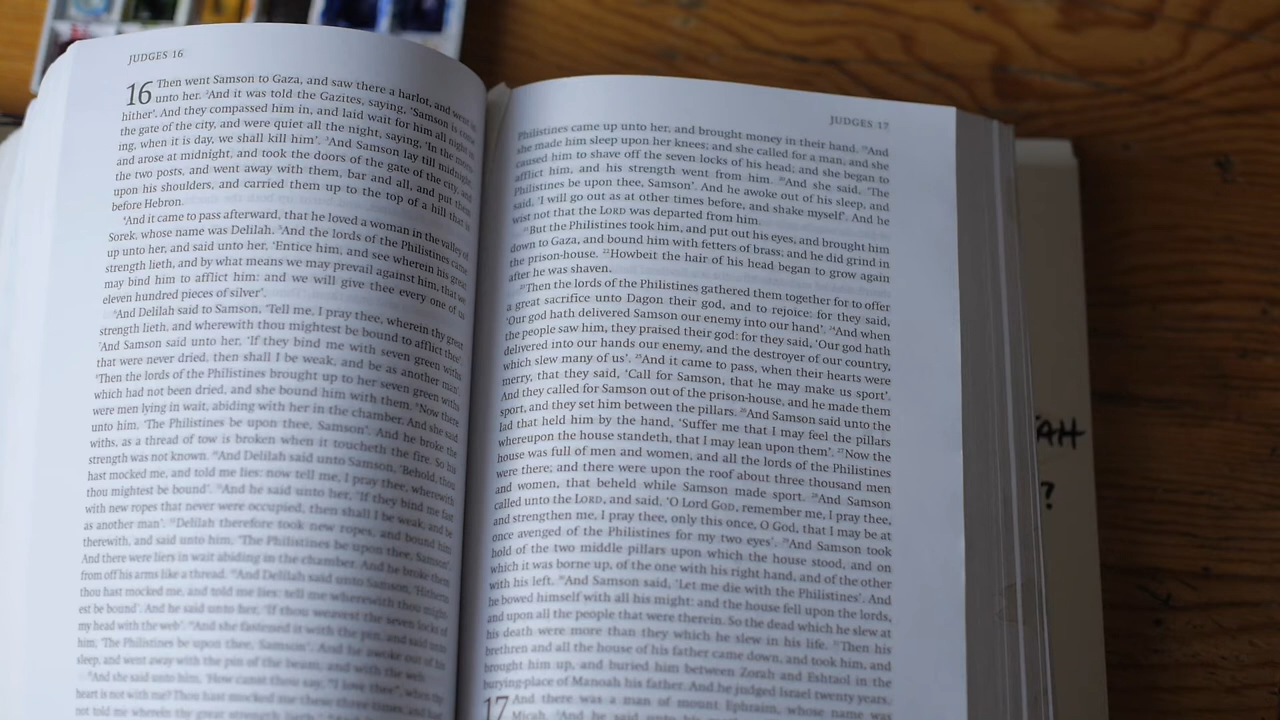 JUDGES 16
16 Then went Samson to Gaza, and saw there a harlot, and went in
unto her. ²And it was told the Gazites, saying, 'Samson is come
hither'. And they compassed him in, and laid wait for him all night in
the gate of the city, and were quiet all the night, saying, 'In the morn-
ing, when it is day, we shall kill him'. ³And Samson lay till midnight,
and arose at midnight, and took the doors of the gate of the city, and
the two posts, and went away with them, bar and all, and put them
upon his shoulders, and carried them up to the top of a hill that is
before Hebron.
⁴And it came to pass afterward, that he loved a woman in the valley of
Sorek, whose name was Delilah. ⁵And the lords of the Philistines came
up unto her, and said unto her, 'Entice him, and see wherein his great
strength lieth, and by what means we may prevail against him, that we
may bind him to afflict him: and we will give thee every one of us
eleven hundred pieces of silver'.
⁶And Delilah said to Samson, 'Tell me, I pray thee, wherein thy great
strength lieth, and wherewith thou mightest be bound to afflict thee'.
⁷And Samson said unto her, 'If they bind me with seven green withs
that were never dried, then shall I be weak, and be as another man'.
⁸Then the lords of the Philistines brought up to her seven green withs
which had not been dried, and she bound him with them. ⁹Now there
were men lying in wait, abiding with her in the chamber. And she said
unto him, 'The Philistines be upon thee, Samson'. And he broke the
withs, as a thread of tow is broken when it toucheth the fire. So his
strength was not known. ¹⁰And Delilah said unto Samson, 'Behold, thou
hast mocked me, and told me lies: now tell me, I pray thee, wherewith
thou mightest be bound'. ¹¹And he said unto her, 'If they bind me fast
with new ropes that never were occupied, then shall I be weak, and be
as another man'. ¹²Delilah therefore took new ropes, and bound him
therewith, and said unto him, 'The Philistines be upon thee, Samson'.
And there were liers in wait abiding in the chamber. And he broke them
from off his arms like a thread. ¹³And Delilah said unto Samson, 'Hitherto
thou hast mocked me, and told me lies: tell me wherewith thou might-
est be bound'. And he said unto her, 'If thou weavest the seven locks of
my head with the web'. ¹⁴And she fastened it with the pin, and said unto
him, 'The Philistines be upon thee, Samson'. And he awoke out of his
sleep, and went away with the pin of the beam, and with the web.
¹⁵And she said unto him, 'How canst thou say, "I love thee", when thy
heart is not with me? Thou hast mocked me these three times, and hast
not told me wherein thy great strength lieth'.
JUDGES 17
Philistines came up unto her, and brought money in their hand. ¹⁹And
she made him sleep upon her knees; and she called for a man, and she
caused him to shave off the seven locks of his head; and she began to
afflict him, and his strength went from him. ²⁰And she said, 'The
Philistines be upon thee, Samson'. And he awoke out of his sleep, and
said, 'I will go out as at other times before, and shake myself'. And he
wist not that the LORD was departed from him.
²¹But the Philistines took him, and put out his eyes, and brought him
down to Gaza, and bound him with fetters of brass; and he did grind in
the prison-house. ²²Howbeit the hair of his head began to grow again
after he was shaven.
²³Then the lords of the Philistines gathered them together for to offer
a great sacrifice unto Dagon their god, and to rejoice: for they said,
'Our god hath delivered Samson our enemy into our hand'. ²⁴And when
the people saw him, they praised their god: for they said, 'Our god hath
delivered into our hands our enemy, and the destroyer of our country,
which slew many of us'. ²⁵And it came to pass, when their hearts were
merry, that they said, 'Call for Samson, that he may make us sport'.
And they called for Samson out of the prison-house, and he made them
sport, and they set him between the pillars. ²⁶And Samson said unto the
lad that held him by the hand, 'Suffer me that I may feel the pillars
whereupon the house standeth, that I may lean upon them'. ²⁷Now the
house was full of men and women, and all the lords of the Philistines
were there; and there were upon the roof about three thousand men
and women, that beheld while Samson made sport. ²⁸And Samson
called unto the LORD, and said, 'O Lord GOD, remember me, I pray thee,
and strengthen me, I pray thee, only this once, O God, that I may be at
once avenged of the Philistines for my two eyes'. ²⁹And Samson took
hold of the two middle pillars upon which the house stood, and on
which it was borne up, of the one with his right hand, and of the other
with his left. ³⁰And Samson said, 'Let me die with the Philistines'. And
he bowed himself with all his might: and the house fell upon the lords,
and upon all the people that were therein. So the dead which he slew at
his death were more than they which he slew in his life. ³¹Then his
brethren and all the house of his father came down, and took him, and
brought him up, and buried him between Zorah and Eshtaol in the
burying-place of Manoah his father. And he judged Israel twenty years.
17 And there was a man of mount Ephraim, whose name was
Micah. ²And he said unto his
AH
?